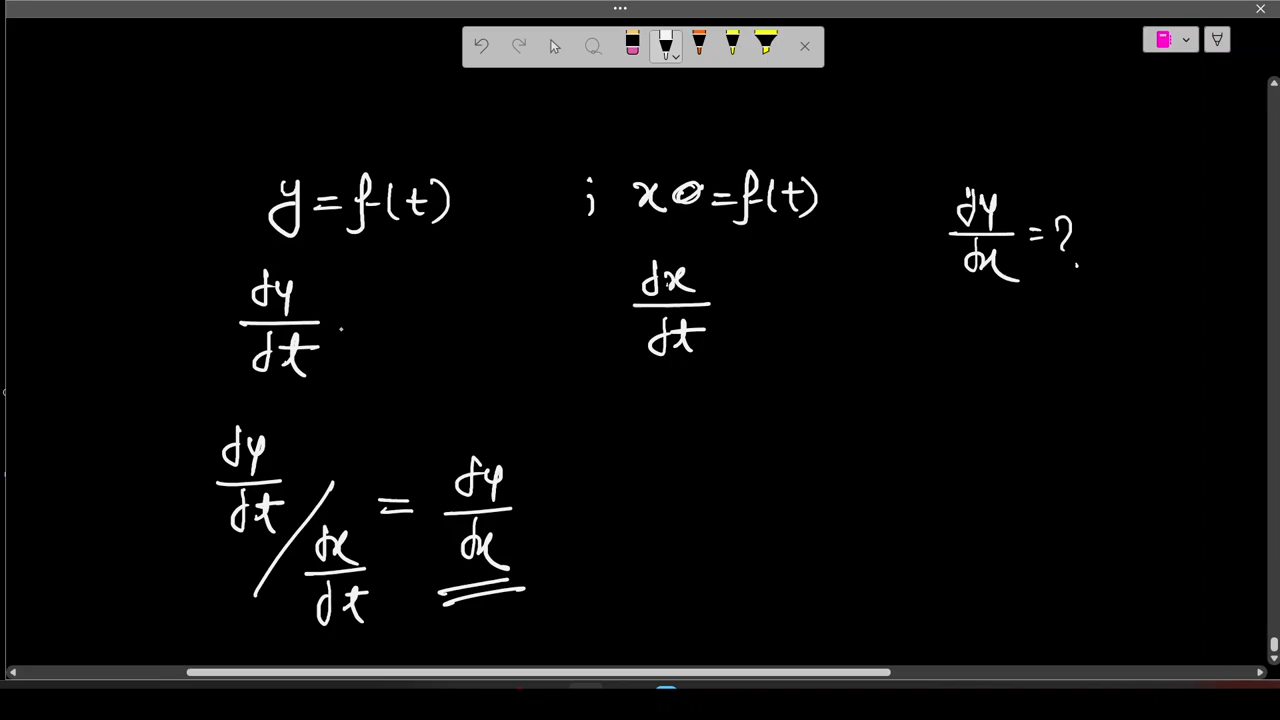 y = f(t) ; x = f(t) dy/dx = ?
dy/dt dx/dt
dy/dt / dx/dt = dy/dx